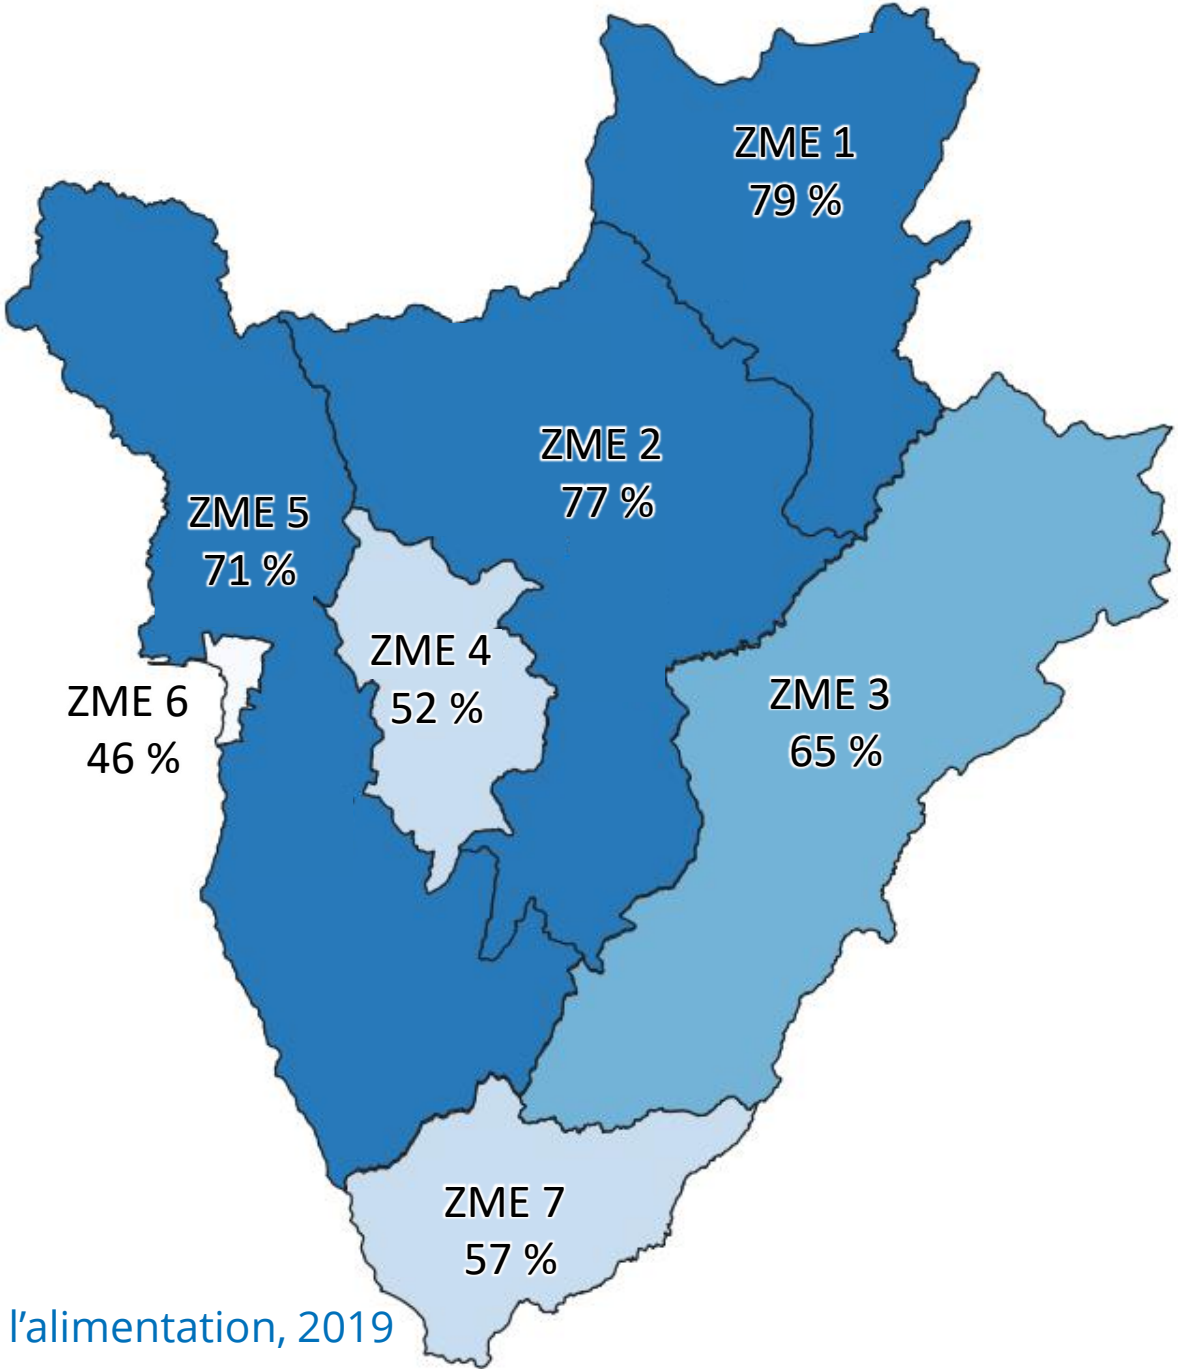 ZME 1
79 %
ZME 2
77 %
ZME 5
71 %
ZME 4
52 %
ZME 3
65 %
ZME 6
46 %
ZME 7
57 %
l’alimentation, 2019